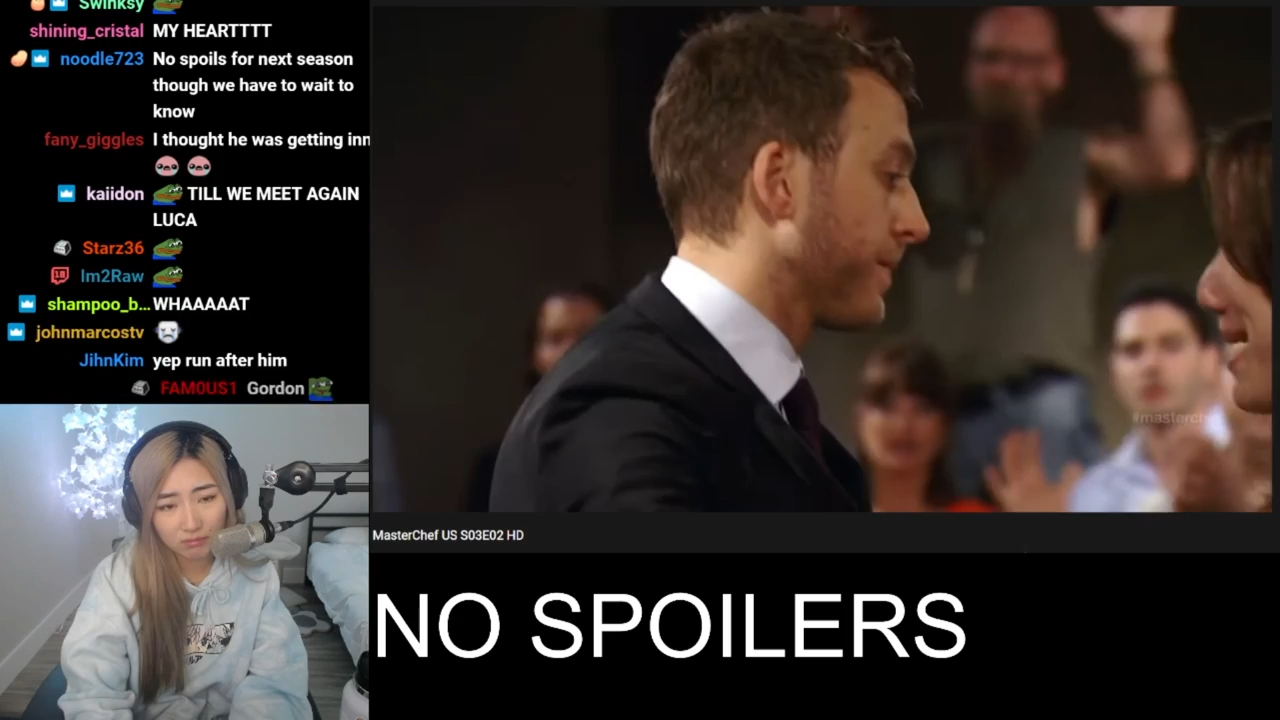 Swinksy
shining_cristal MY HEARTTTT
noodle723 No spoils for next season
though we have to wait to
know
fany_giggles I thought he was getting inn
kaiidon TILL WE MEET AGAIN
LUCA
Starz36
Im2Raw
shampoo_b... WHAAAAAT
johnmarcostv
JihnKim yep run after him
FAM0US1 Gordon
#masterch
MasterChef US S03E02 HD
NO SPOILERS